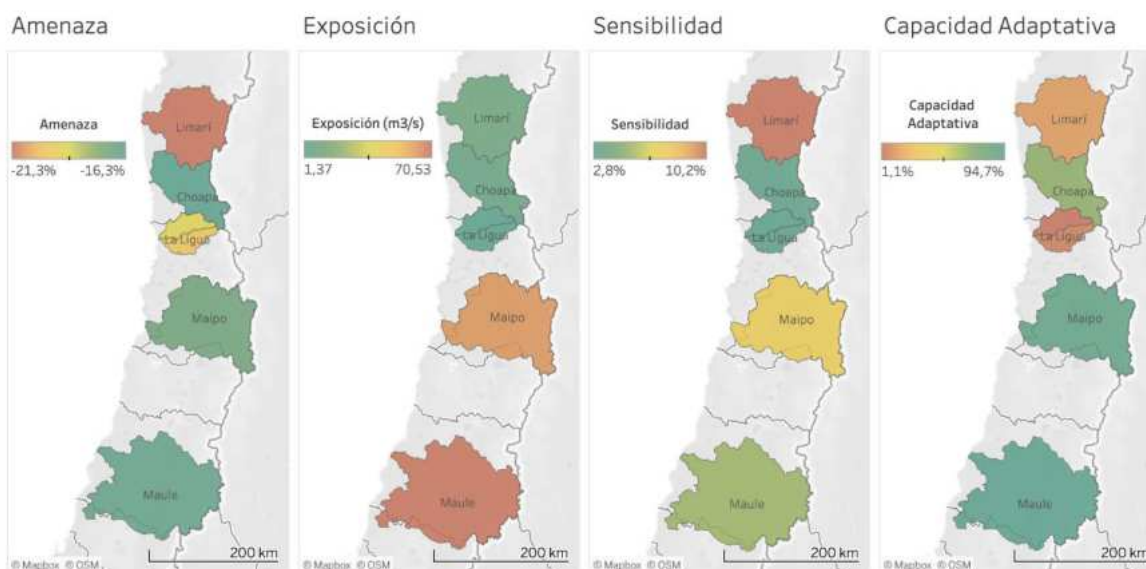 Amenaza
Amenaza
-21,3% -16,3%
Limarí
Choapa
La Ligua
Maipo
Maule
200 km
© Mapbox © OSM
Exposición
Exposición (m3/s)
1,37 70,53
Limarí
Choapa
La Ligua
Maipo
Maule
200 km
© Mapbox © OSM
Sensibilidad
Sensibilidad
2,8% 10,2%
Limarí
Choapa
La Ligua
Maipo
Maule
200 km
© Mapbox © OSM
Capacidad Adaptativa
Capacidad
Adaptativa
1,1% 94,7%
Limarí
Choapa
La Ligua
Maipo
Maule
200 km
© Mapbox © OSM